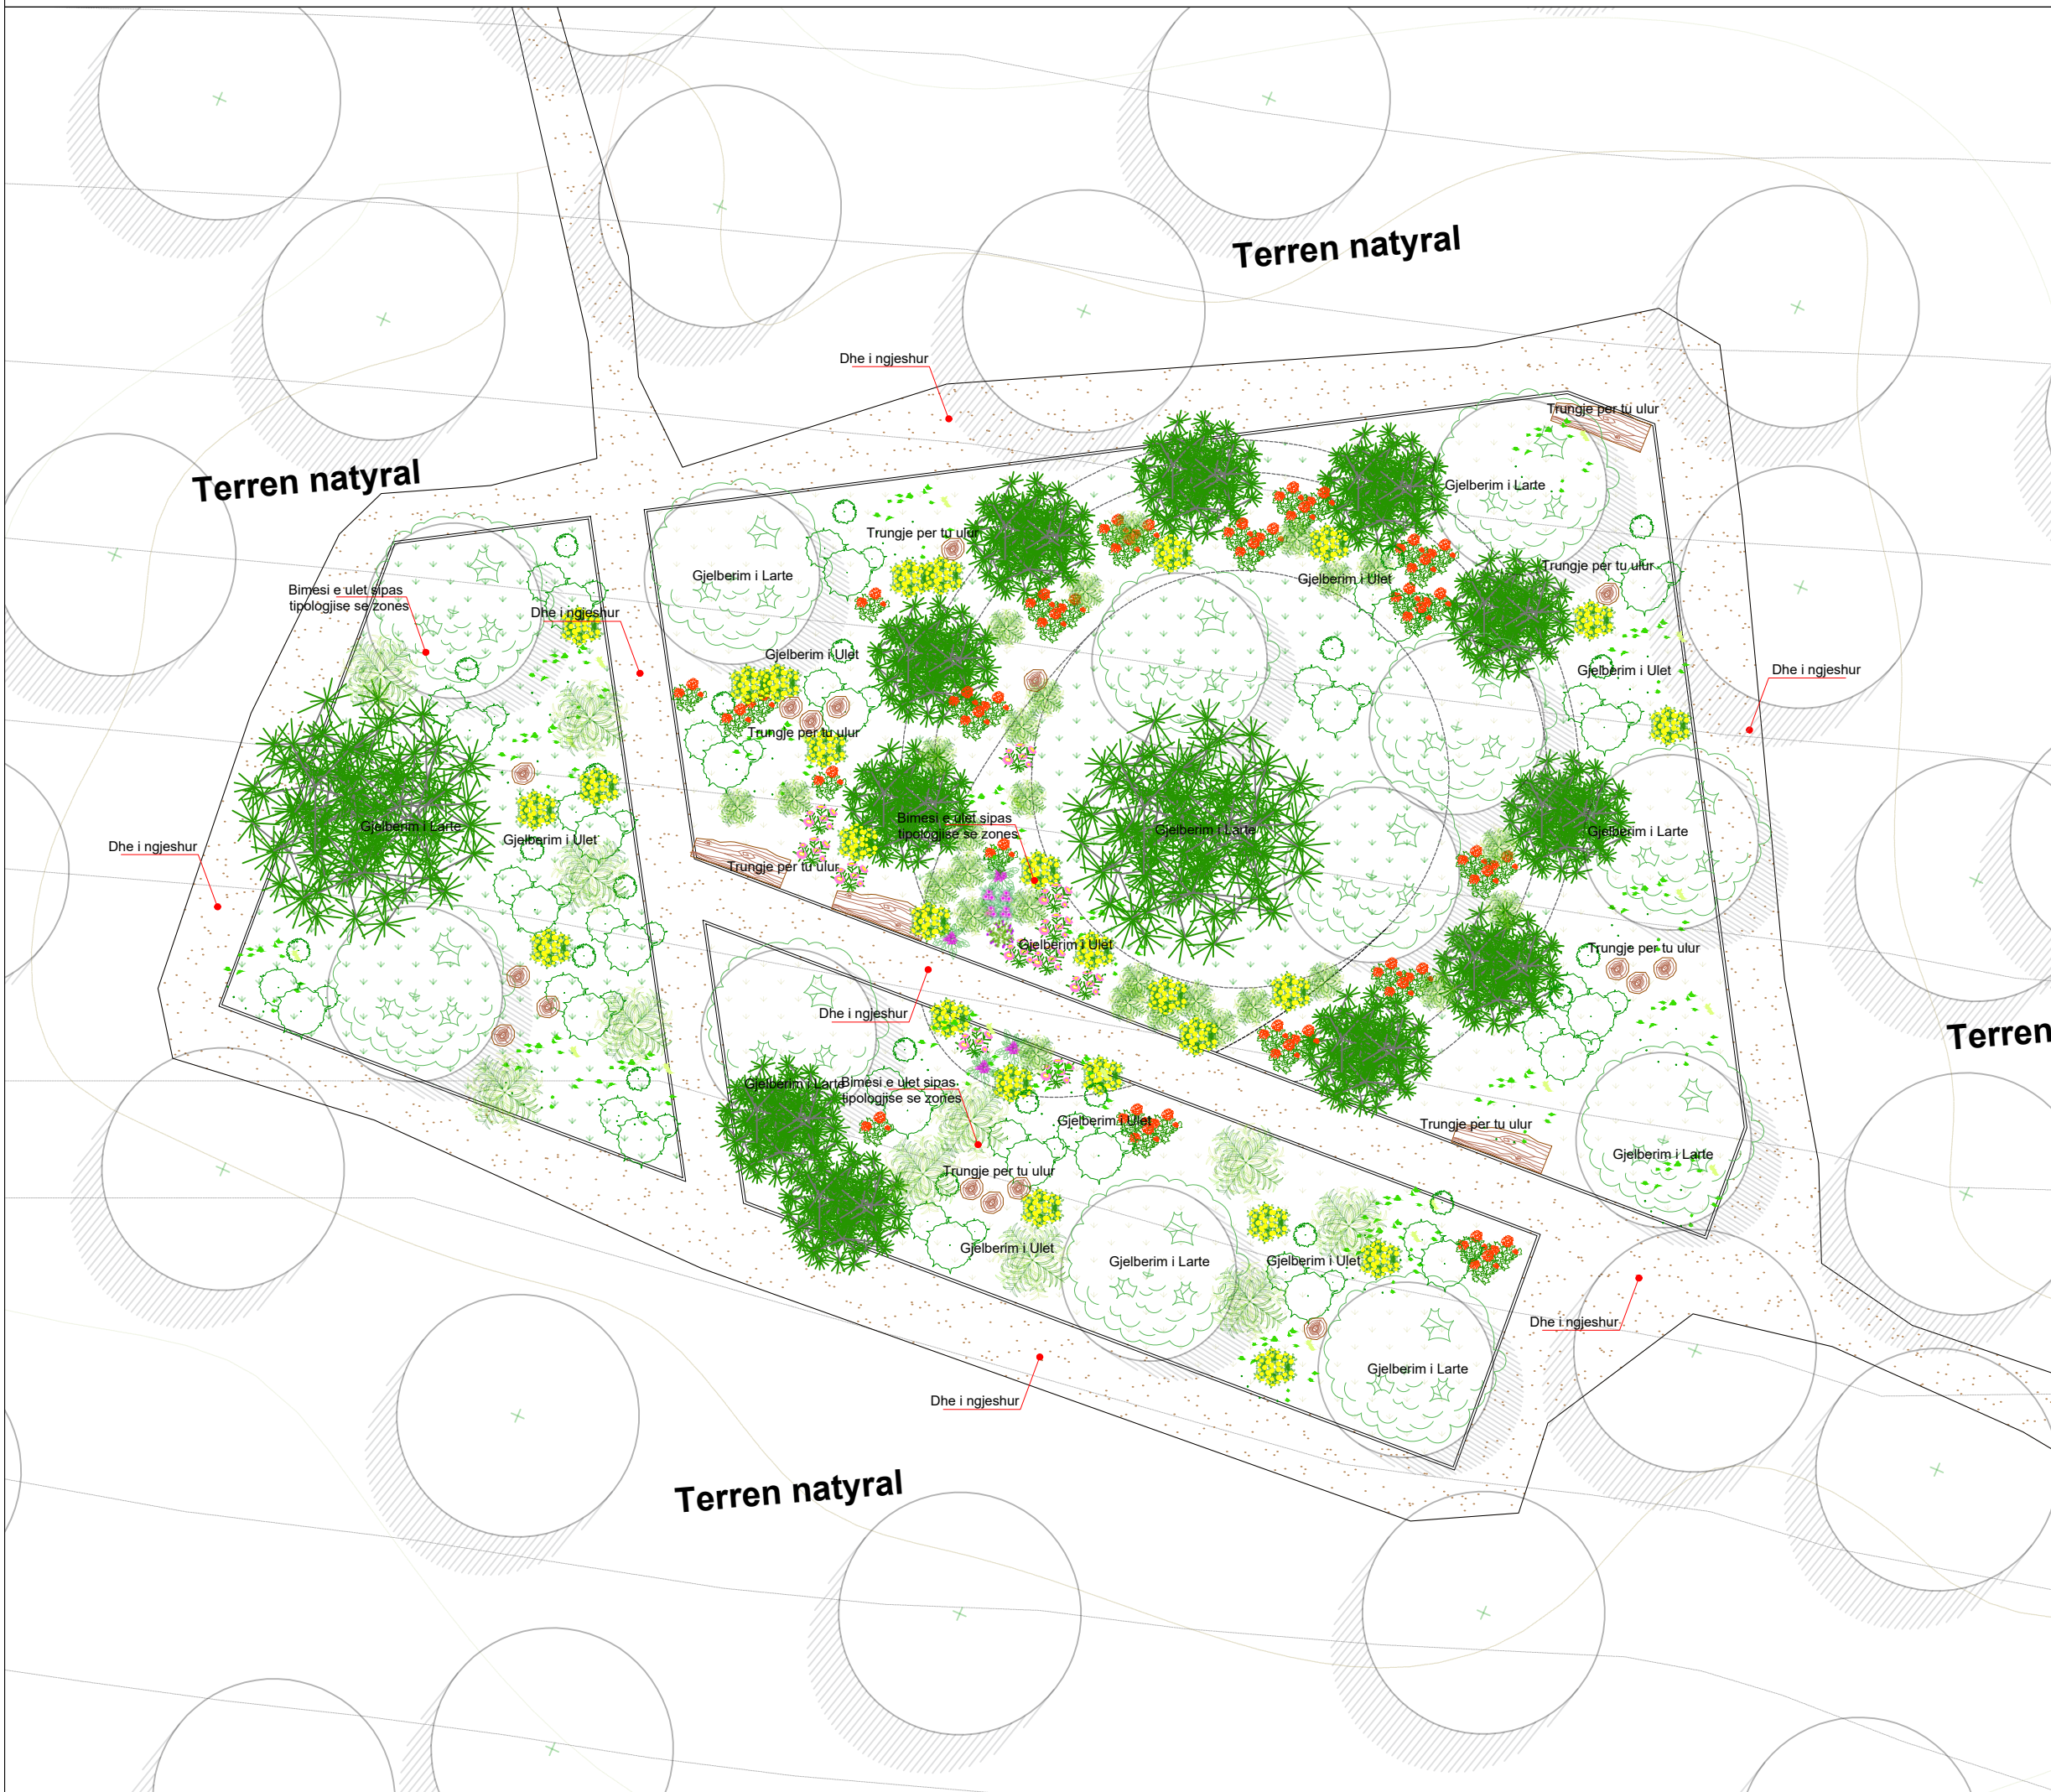 Terren natyral
Dhe i ngjeshur
Trungje per tu ulur
Terren natyral
Gjelberim i Larte
Trungje per tu ulur
Trungje per tu ulur
Gjelberim i Larte
Gjelberim i Ulet
Bimesi e ulet sipas
tipologjise se zones
Dhe i ngjeshur
Gjelberim i Ulet
Gjelberim i Ulet
Dhe i ngjeshur
Trungje per tu ulur
Bimesi e ulet sipas
tipologjise se zones
Gjelberim i Larte
Gjelberim i Ulet
Gjelberim i Larte
Gjelberim i Larte
Dhe i ngjeshur
Trungje per tu ulur
Gjelberim i Ulet
Trungje per tu ulur
Dhe i ngjeshur
Terren
Gjelberim i Larte
Bimesi e ulet sipas
tipologjise se zones
Gjelberim i Ulet
Trungje per tu ulur
Gjelberim i Larte
Trungje per tu ulur
Gjelberim i Ulet
Gjelberim i Larte
Gjelberim i Ulet
Dhe i ngjeshur
Gjelberim i Larte
Dhe i ngjeshur
Terren natyral